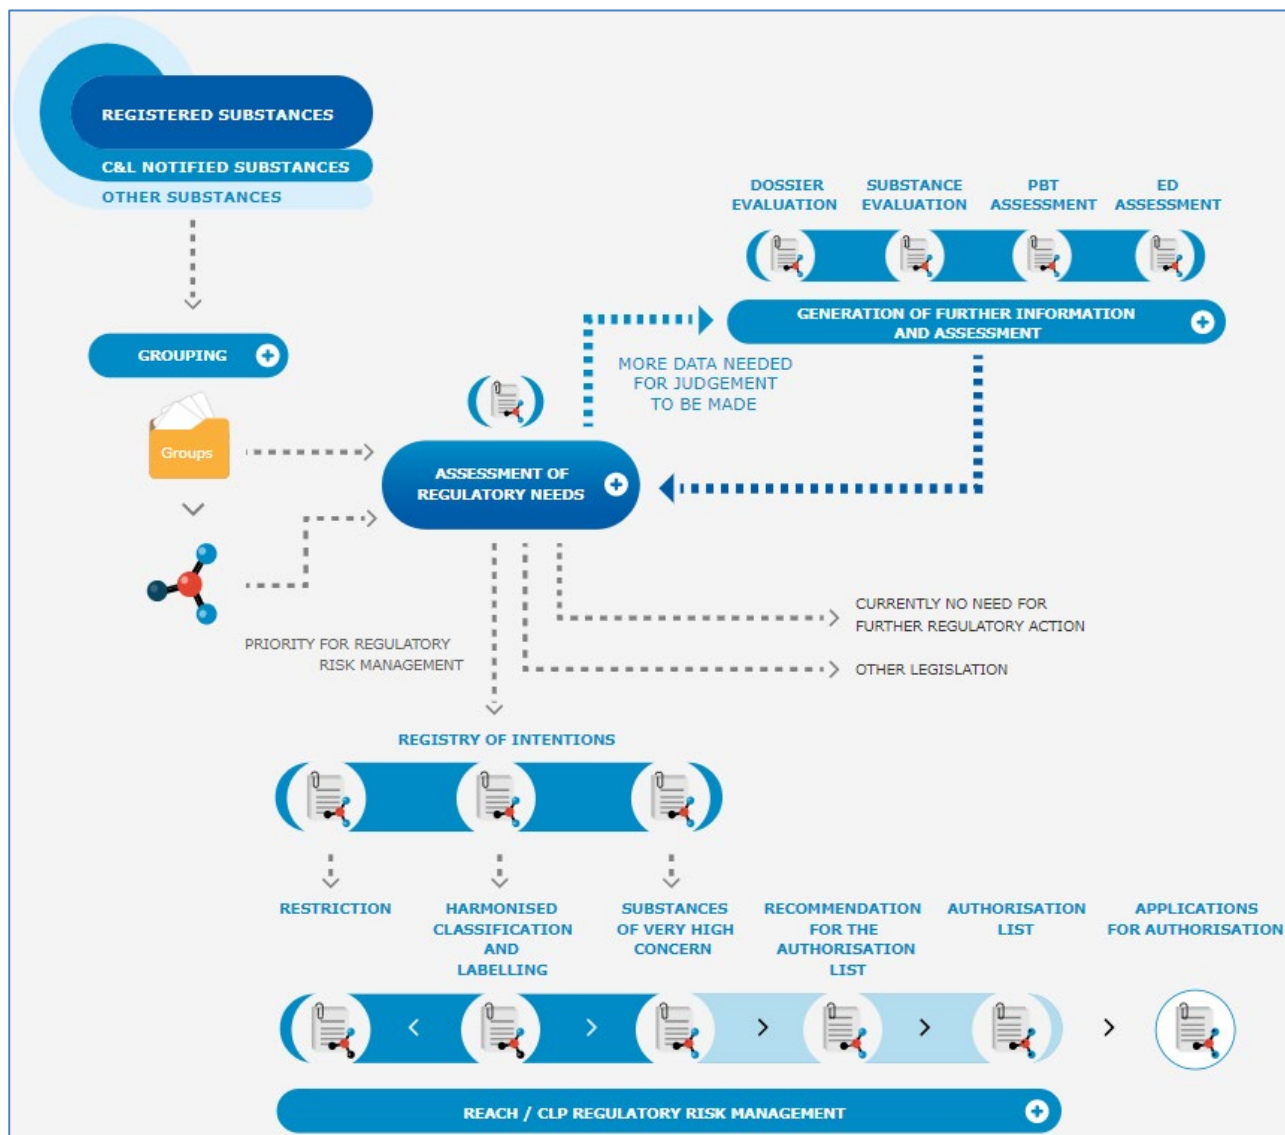 REGISTERED SUBSTANCES
C&L NOTIFIED SUBSTANCES
OTHER SUBSTANCES
GROUPING
Groups
DOSSIER
EVALUATION
SUBSTANCE
EVALUATION
PBT
ASSESSMENT
ED
ASSESSMENT
GENERATION OF FURTHER INFORMATION
AND ASSESSMENT
MORE DATA NEEDED
FOR JUDGEMENT
TO BE MADE
ASSESSMENT OF
REGULATORY NEEDS
CURRENTLY NO NEED FOR
FURTHER REGULATORY ACTION
OTHER LEGISLATION
PRIORITY FOR REGULATORY
RISK MANAGEMENT
REGISTRY OF INTENTIONS
RESTRICTION
HARMONISED
CLASSIFICATION
AND
LABELLING
SUBSTANCES
OF VERY HIGH
CONCERN
RECOMMENDATION
FOR THE
AUTHORISATION
LIST
AUTHORISATION
LIST
APPLICATIONS
FOR AUTHORISATION
REACH / CLP REGULATORY RISK MANAGEMENT